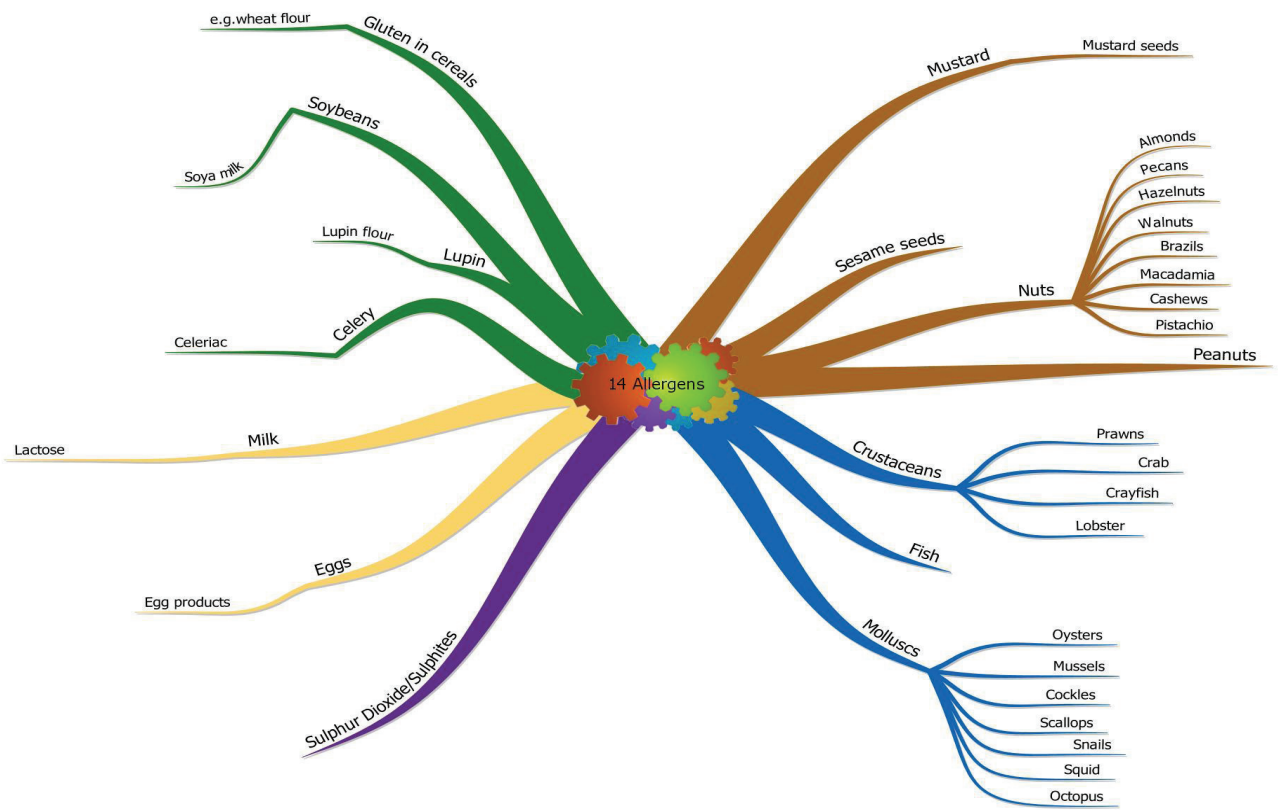 14 Allergens
Gluten in cereals
e.g.wheat flour
Soybeans
Soya milk
Lupin
Lupin flour
Celery
Celeriac
Milk
Lactose
Eggs
Egg products
Sulphur Dioxide/Sulphites
Mustard
Mustard seeds
Sesame seeds
Nuts
Almonds
Pecans
Hazelnuts
Walnuts
Brazils
Macadamia
Cashews
Pistachio
Peanuts
Crustaceans
Prawns
Crab
Crayfish
Lobster
Fish
Molluscs
Oysters
Mussels
Cockles
Scallops
Snails
Squid
Octopus